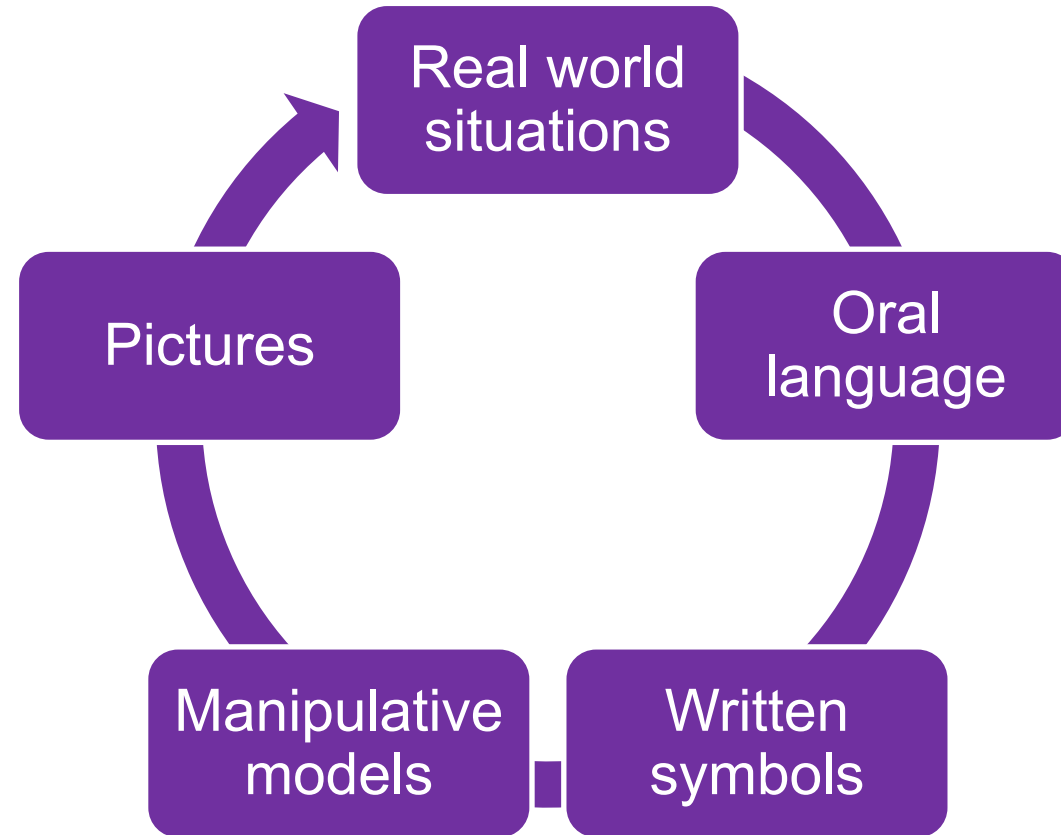 Real world
situations
Oral
language
Written
symbols
Manipulative
models
Pictures